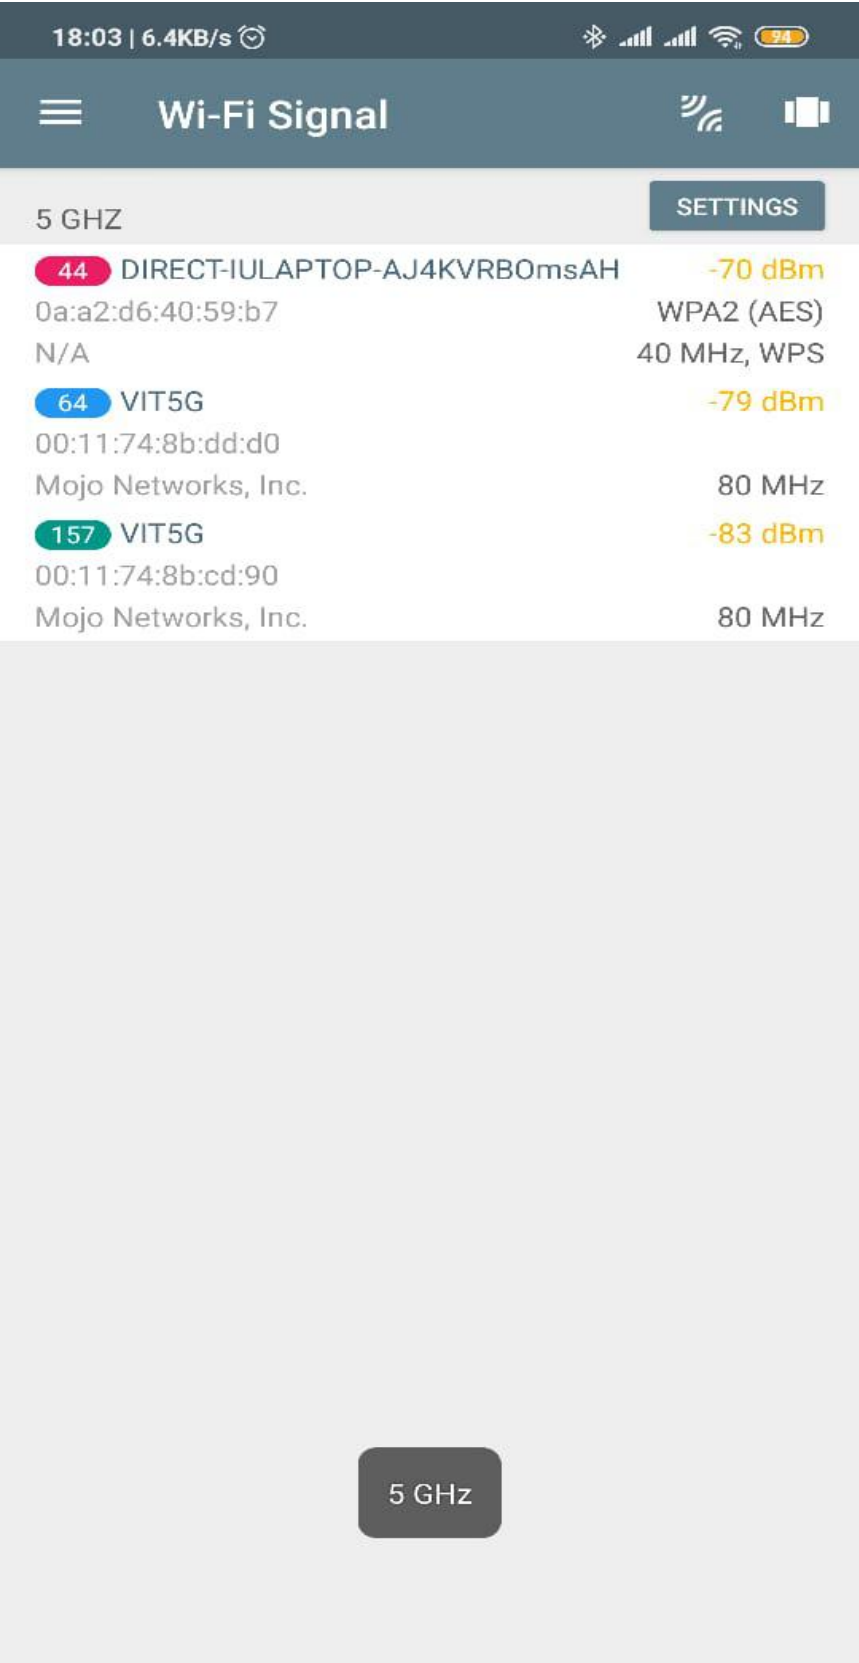 18:03 | 6.4KB/s 94
Wi-Fi Signal
5 GHZ SETTINGS
44 DIRECT-IULAPTOP-AJ4KVRBOmsAH -70 dBm
0a:a2:d6:40:59:b7 WPA2 (AES)
N/A 40 MHz, WPS
64 VIT5G -79 dBm
00:11:74:8b:dd:d0
Mojo Networks, Inc. 80 MHz
157 VIT5G -83 dBm
00:11:74:8b:cd:90
Mojo Networks, Inc. 80 MHz
5 GHz